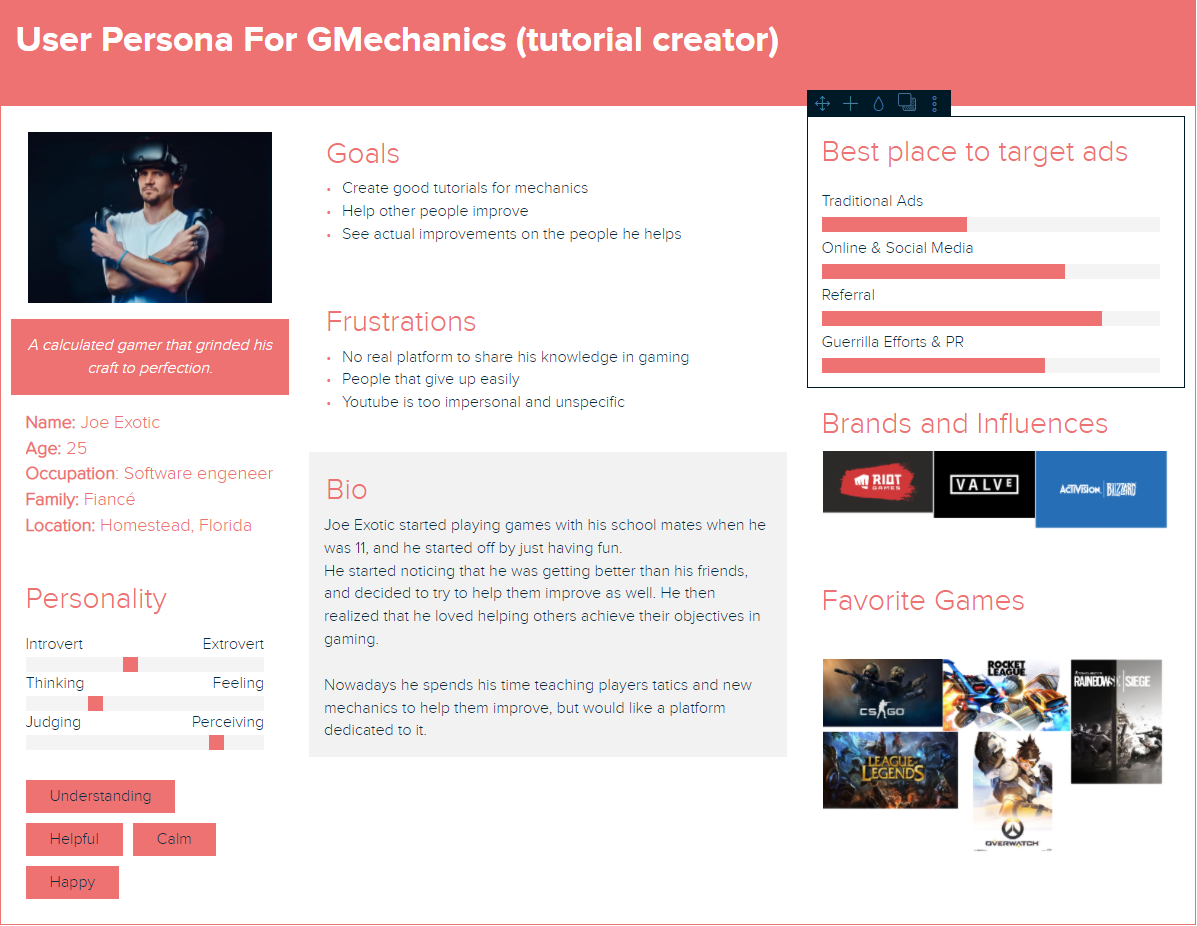 User Persona For GMechanics (tutorial creator)
A calculated gamer that grinded his
craft to perfection.
Name: Joe Exotic
Age: 25
Occupation: Software engeneer
Family: Fiancé
Location: Homestead, Florida
Personality
Introvert Extrovert
Thinking Feeling
Judging Perceiving
Understanding
Helpful Calm
Happy
Goals
• Create good tutorials for mechanics
• Help other people improve
• See actual improvements on the people he helps
Frustrations
• No real platform to share his knowledge in gaming
• People that give up easily
• Youtube is too impersonal and unspecific
Bio
Joe Exotic started playing games with his school mates when he
was 11, and he started off by just having fun.
He started noticing that he was getting better than his friends,
and decided to try to help them improve as well. He then
realized that he loved helping others achieve their objectives in
gaming.
Nowadays he spends his time teaching players tatics and new
mechanics to help them improve, but would like a platform
dedicated to it.
Best place to target ads
Traditional Ads
Online & Social Media
Referral
Guerrilla Efforts & PR
Brands and Influences
RIOT
GAMES
VALVE
ACTIVISION BLIZZARD
Favorite Games
CS GO
ROCKET
LEAGUE
RAINBOW SIX SIEGE
LEAGUE
OF
LEGENDS
OVERWATCH